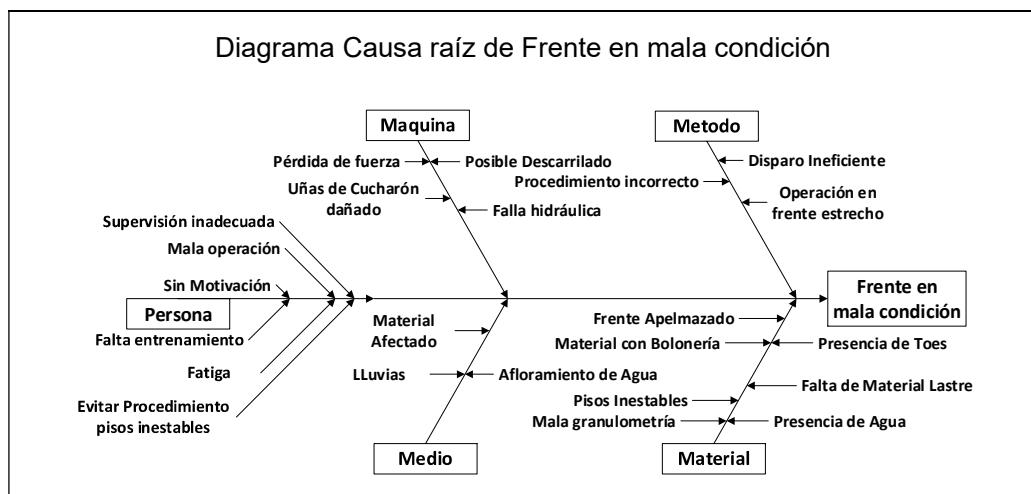 Diagrama Causa raíz de Frente en mala condición
Maquina
Metodo
Pérdida de fuerza
Posible Descarrilado
Disparo Ineficiente
Procedimiento incorrecto
Uñas de Cucharón
dañado
Falla hidráulica
Operación en
frente estrecho
Supervisión inadecuada
Mala operación
Sin Motivación
Persona
Frente en
mala condición
Falta entrenamiento
Fatiga
Evitar Procedimiento
pisos inestables
Material
Afectado
LLuvias
Afloramiento de Agua
Medio
Frente Apelmazado
Material con Bolonería
Presencia de Toes
Falta de Material Lastre
Pisos Inestables
Mala granulometría
Presencia de Agua
Material